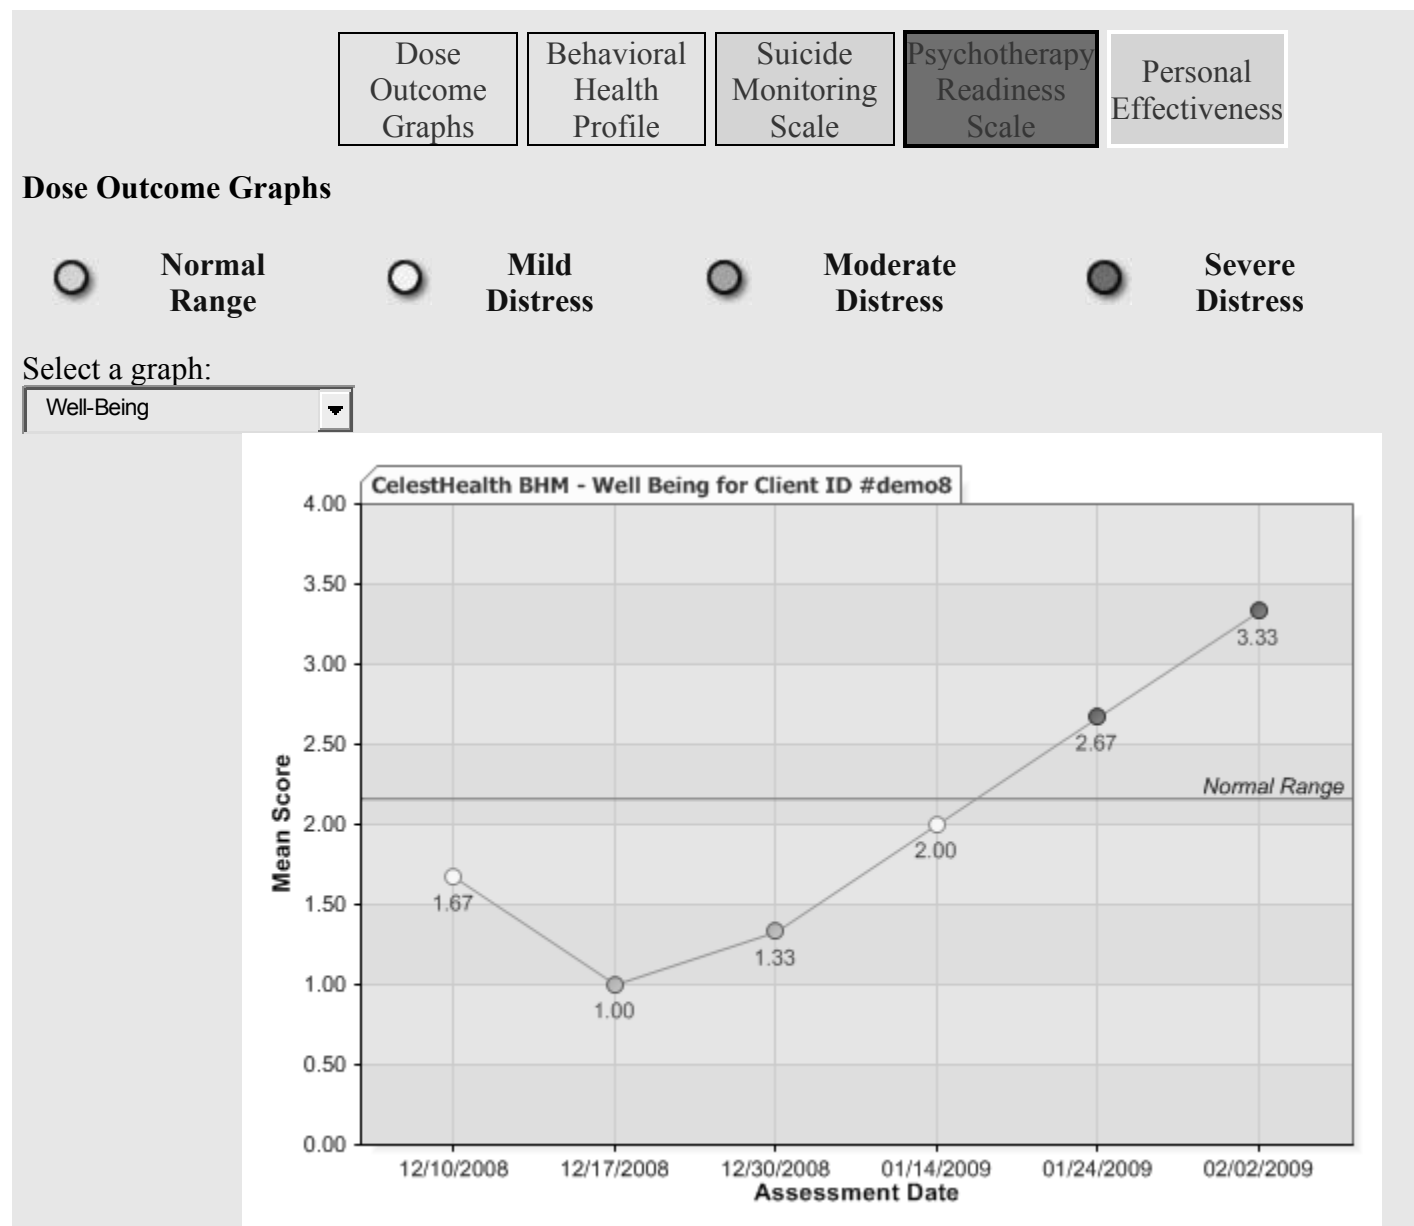 Dose
Outcome
Graphs
Behavioral
Health
Profile
Suicide
Monitoring
Scale
Psychotherapy
Readiness
Scale
Personal
Effectiveness
Dose Outcome Graphs
Normal
Range
Mild
Distress
Moderate
Distress
Severe
Distress
Select a graph:
Well-Being
CelestHealth BHM - Well Being for Client ID #demo8
4.00
3.50
3.00
2.50
2.00
1.50
1.00
0.50
0.00
Mean Score
Normal Range
1.67
1.00
1.33
2.00
2.67
3.33
12/10/2008 12/17/2008 12/30/2008 01/14/2009 01/24/2009 02/02/2009
Assessment Date